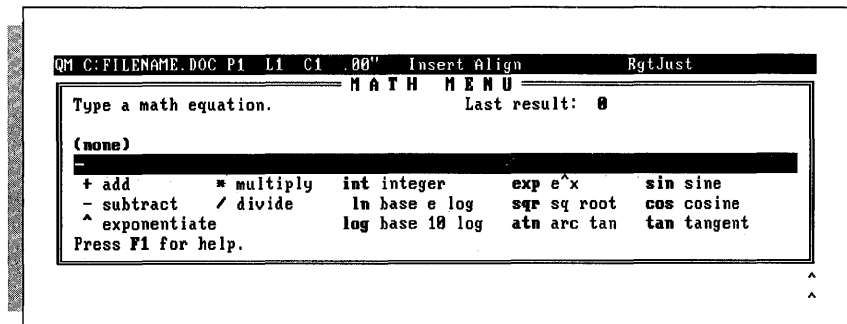 QM C:FILENAME.DOC P1 L1 C1 .00" Insert Align RgtJust
MATH MENU
Type a math equation. Last result: 0
(none)
+ add * multiply int integer exp e^x sin sine
- subtract / divide ln base e log sqr sq root cos cosine
^ exponentiate log base 10 log atn arc tan tan tangent
Press F1 for help.
^
^